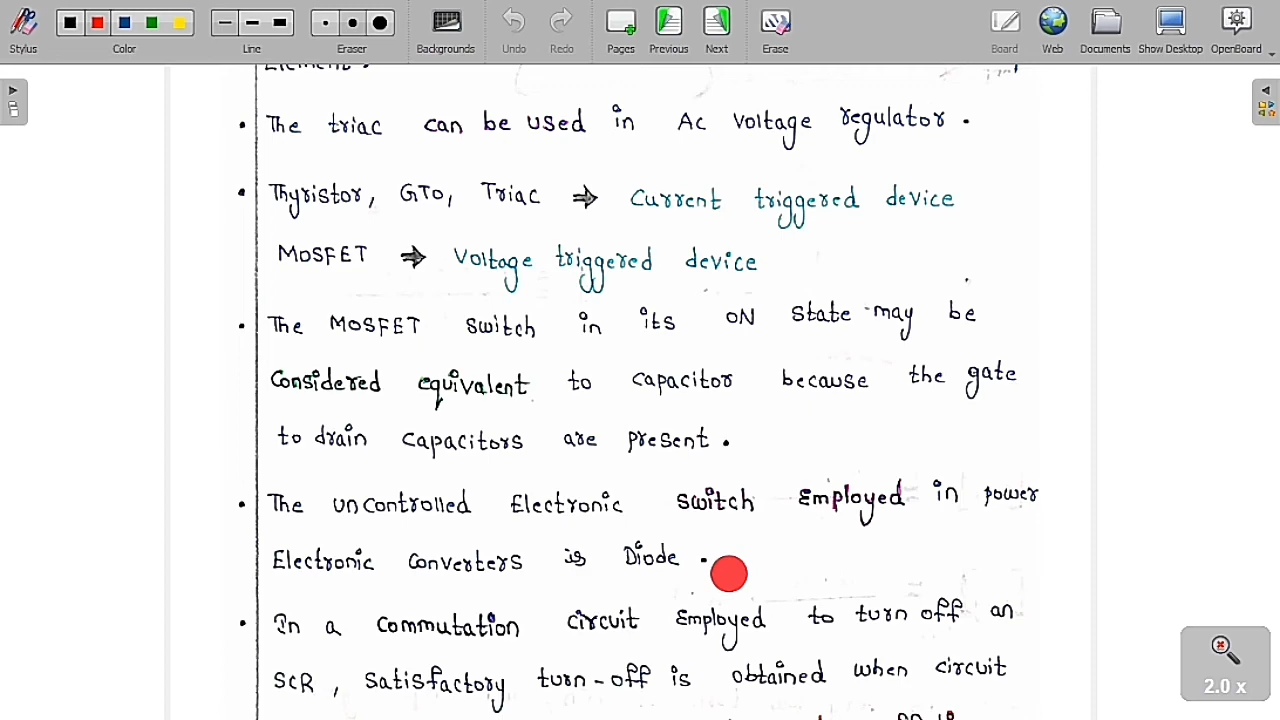 Stylus
Color
Line
Eraser
Backgrounds
Undo
Redo
Pages
Previous
Next
Erase
Board
Web
Documents
Show Desktop
OpenBoard
Element.
• The triac can be used in Ac voltage regulator.
• Thyristor, GTO, Triac ⇒ Current triggered device
MOSFET ⇒ Voltage triggered device
• The MOSFET switch in its ON state may be
Considered equivalent to capacitor because the gate
to drain capacitors are present.
• The uncontrolled Electronic switch Employed in power
Electronic converters is Diode.
• In a commutation circuit Employed to turn off an
SCR, satisfactory turn-off is obtained when circuit
2.0 x